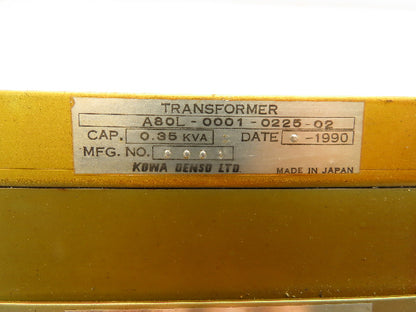 TRANSFORMER
A80L-0001-0225-02
CAP. 0.35 KVA DATE -1990
MFG. NO.
KOWA DENSO LTD. MADE IN JAPAN